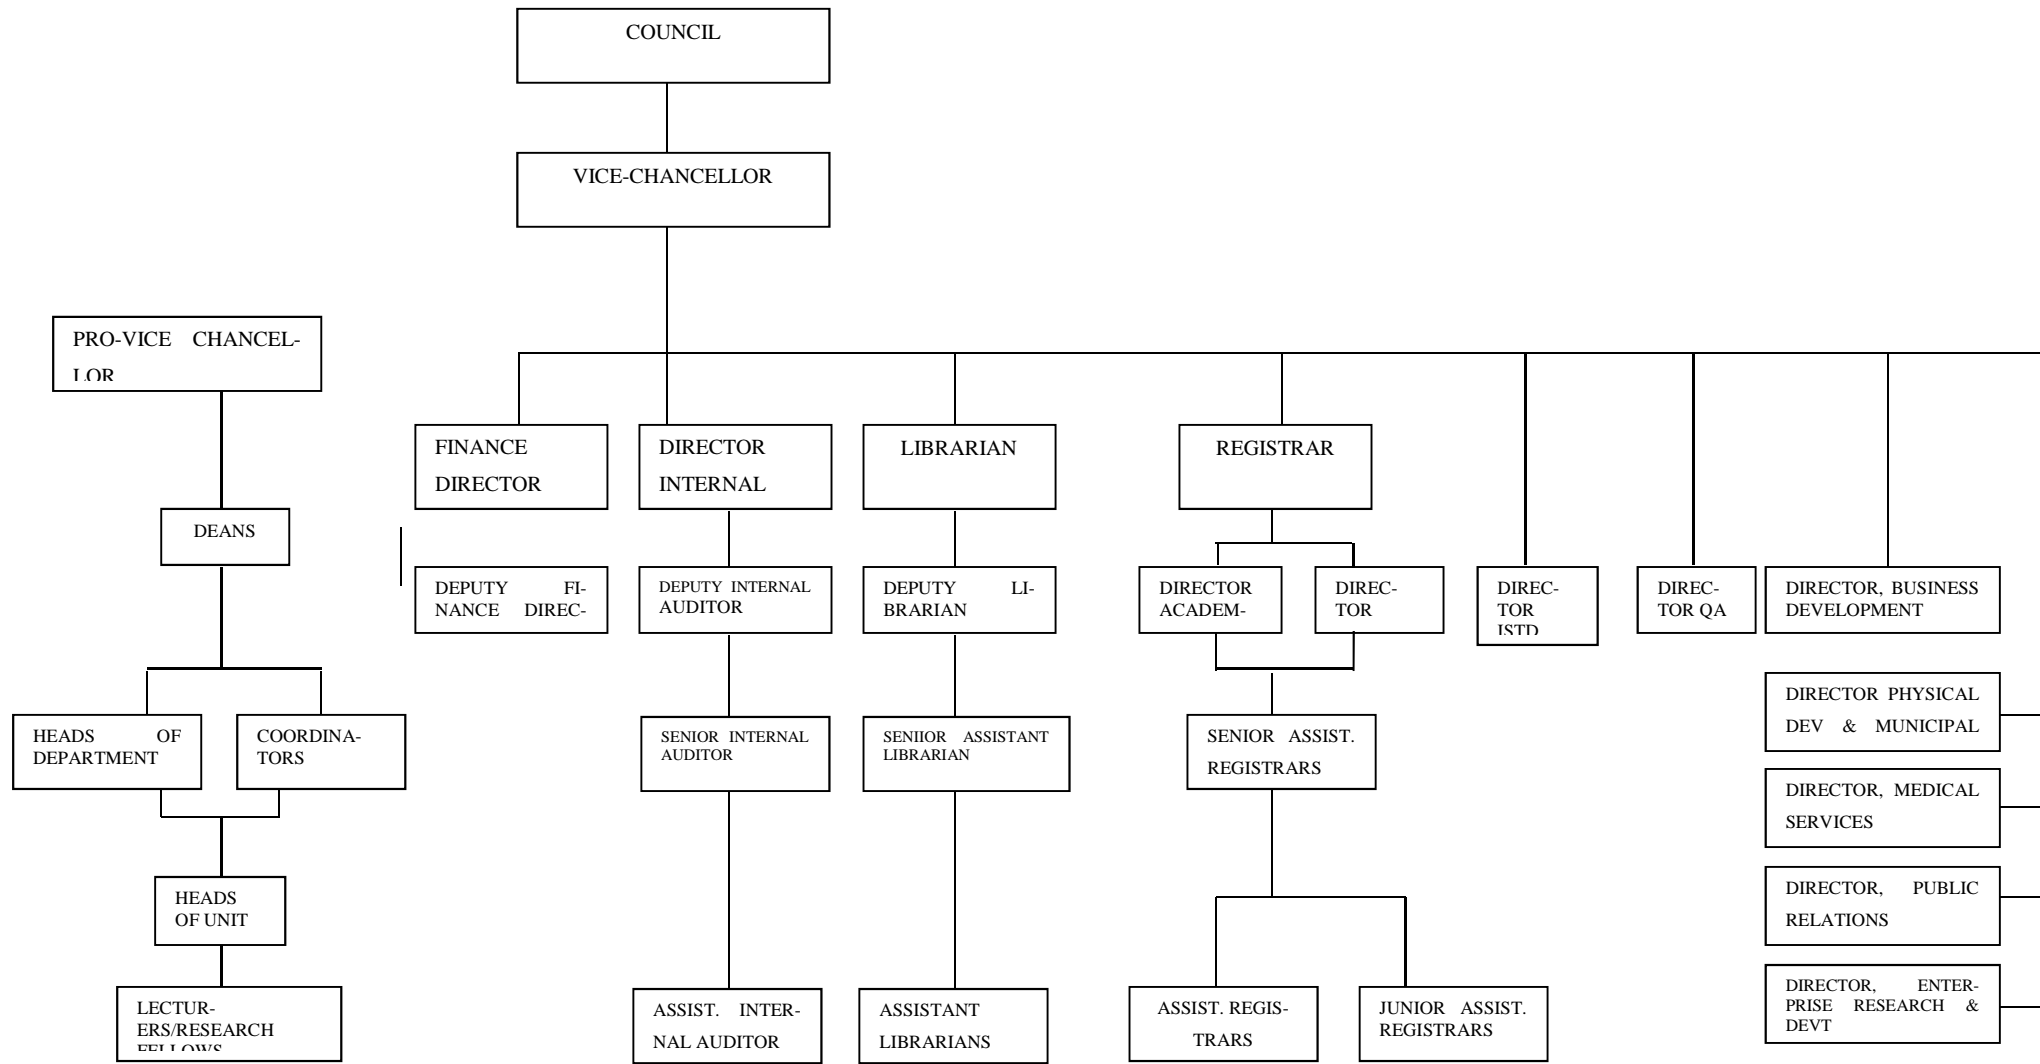 COUNCIL
VICE-CHANCELLOR
PRO-VICE CHANCEL-
LOR
FINANCE
DIRECTOR
DIRECTOR
INTERNAL
LIBRARIAN
REGISTRAR
DEANS
DEPUTY FI-
NANCE DIREC-
DEPUTY INTERNAL
AUDITOR
DEPUTY LI-
BRARIAN
DIRECTOR
ACADEM-
DIREC-
TOR
DIREC-
TOR
ISTD
DIREC-
TOR QA
DIRECTOR, BUSINESS
DEVELOPMENT
HEADS OF
DEPARTMENT
COORDINA-
TORS
SENIOR INTERNAL
AUDITOR
SENIIOR ASSISTANT
LIBRARIAN
SENIOR ASSIST.
REGISTRARS
DIRECTOR PHYSICAL
DEV & MUNICIPAL
DIRECTOR, MEDICAL
SERVICES
HEADS
OF UNIT
DIRECTOR, PUBLIC
RELATIONS
LECTUR-
ERS/RESEARCH
FELLOWS
ASSIST. INTER-
NAL AUDITOR
ASSISTANT
LIBRARIANS
ASSIST. REGIS-
TRARS
JUNIOR ASSIST.
REGISTRARS
DIRECTOR, ENTER-
PRISE RESEARCH &
DEVT